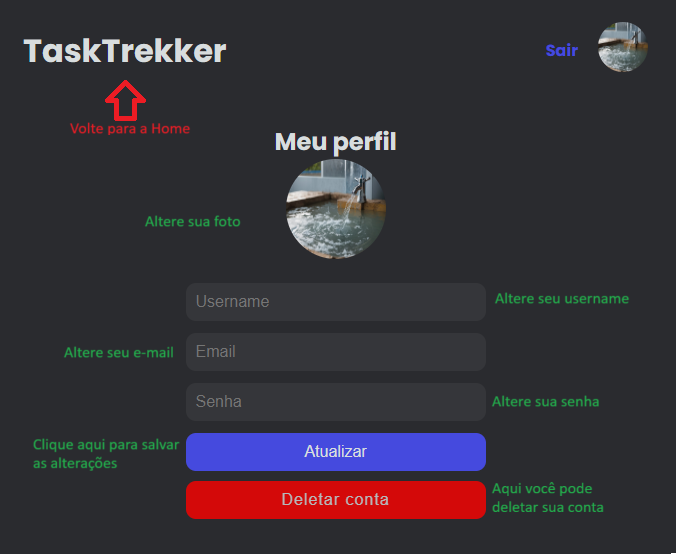 TaskTrekker
Sair
Volte para a Home
Meu perfil
Altere sua foto
Username
Altere seu username
Altere seu e-mail
Email
Senha
Altere sua senha
Clique aqui para salvar
as alterações
Atualizar
Deletar conta
Aqui você pode
deletar sua conta